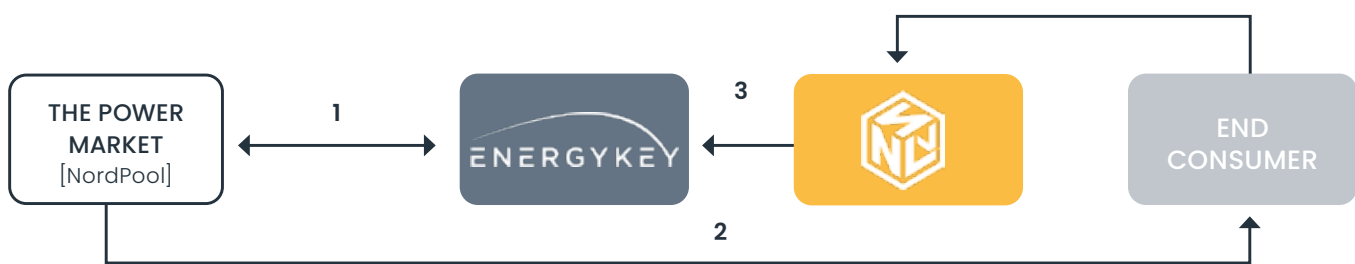 THE POWER
MARKET
[NordPool]
1
ENERGYKEY
3
END
CONSUMER
2